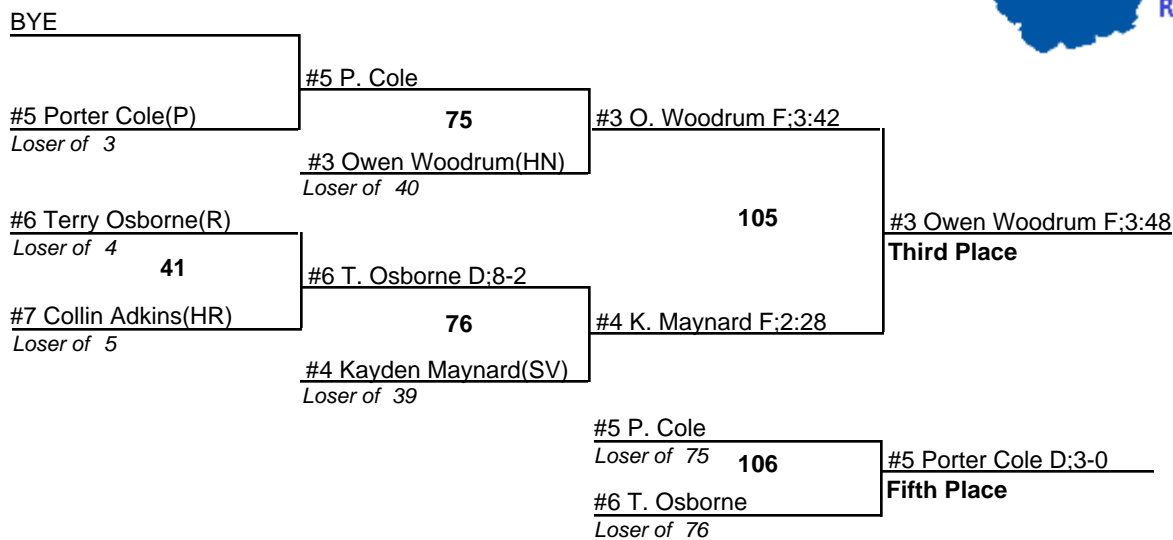 BYE
R
#5 P. Cole
#5 Porter Cole(P)
Loser of 3
75
#3 O. Woodrum F;3:42
#3 Owen Woodrum(HN)
Loser of 40
#6 Terry Osborne(R)
Loser of 4
41
105
#3 Owen Woodrum F;3:48
Third Place
#6 T. Osborne D;8-2
#7 Collin Adkins(HR)
Loser of 5
76
#4 K. Maynard F;2:28
#4 Kayden Maynard(SV)
Loser of 39
#5 P. Cole
Loser of 75
106
#5 Porter Cole D;3-0
Fifth Place
#6 T. Osborne
Loser of 76